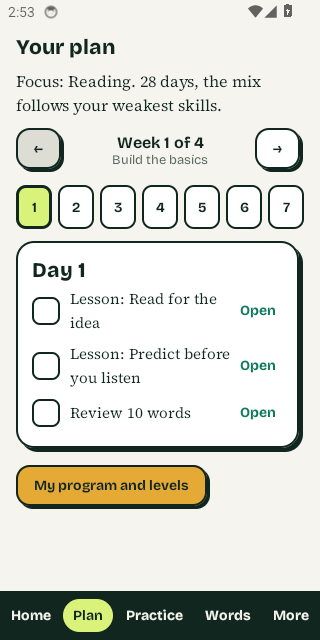 2:53
Your plan
Focus: Reading. 28 days, the mix
follows your weakest skills.
←
Week 1 of 4
→
Build the basics
1 2 3 4 5 6 7
Day 1
Lesson: Read for the
idea
Open
Lesson: Predict before
you listen
Open
Review 10 words
Open
My program and levels
Home Plan Practice Words More